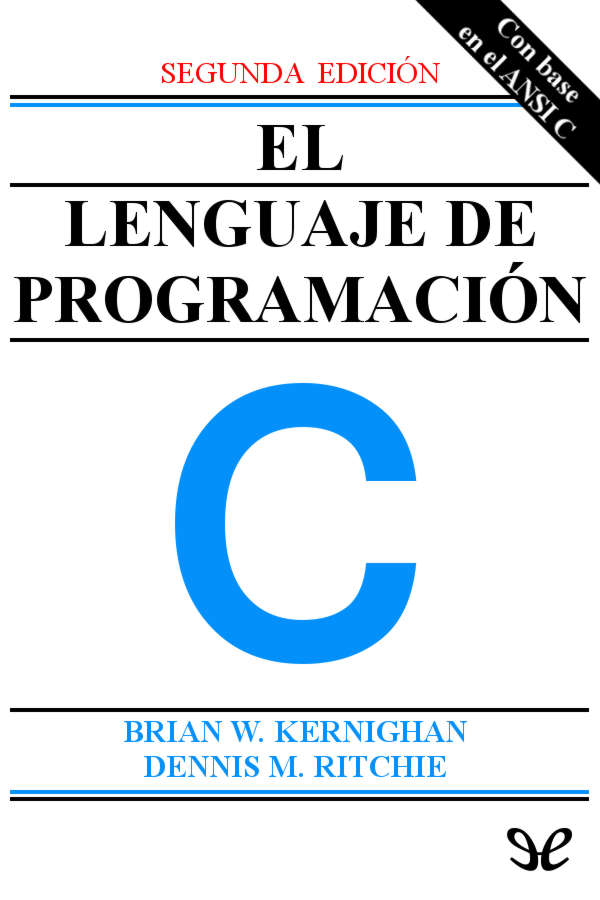 SEGUNDA EDICIÓN
Con base
en el ANSI C
EL
LENGUAJE DE
PROGRAMACIÓN
C
BRIAN W. KERNIGHAN
DENNIS M. RITCHIE